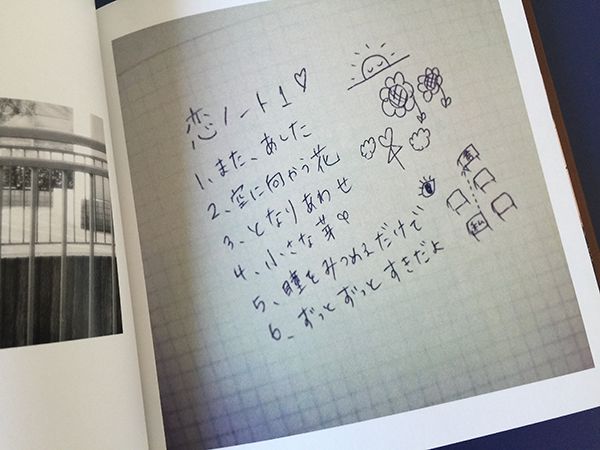 恋ノート1♡
1、また、あした
2、空に向かう花
3、となりあわせ
4、小さな芽♡
5、瞳をみつめるだけで
6、ずっとずっとすきだよ
私